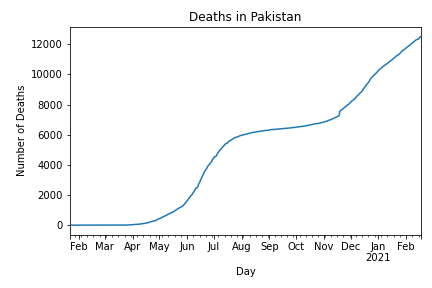 Deaths in Pakistan
Number of Deaths
12000
10000
8000
6000
4000
2000
0
Feb Mar Apr May Jun Jul Aug Sep Oct Nov Dec Jan Feb
2021
Day